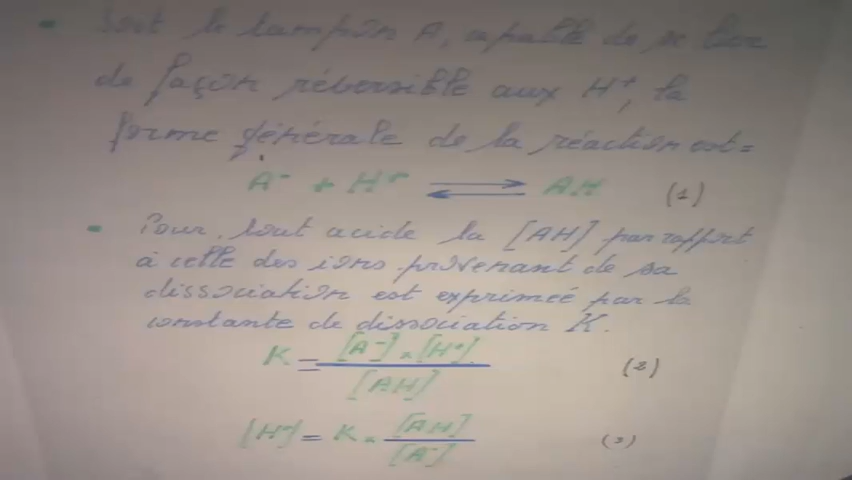 Soit le tampon A, capable de se lier
de façon réversible aux H⁺, la
forme générale de la réaction est =
A⁻ + H⁺ ⇌ AH (1)
Pour tout acide la [AH] par rapport
à celle des ions provenant de sa
dissociation est exprimeé par la
constante de dissociation K.
K = [A⁻] . [H⁺] / [AH] (2)
[H⁺] = K . [AH] / [A⁻] (3)